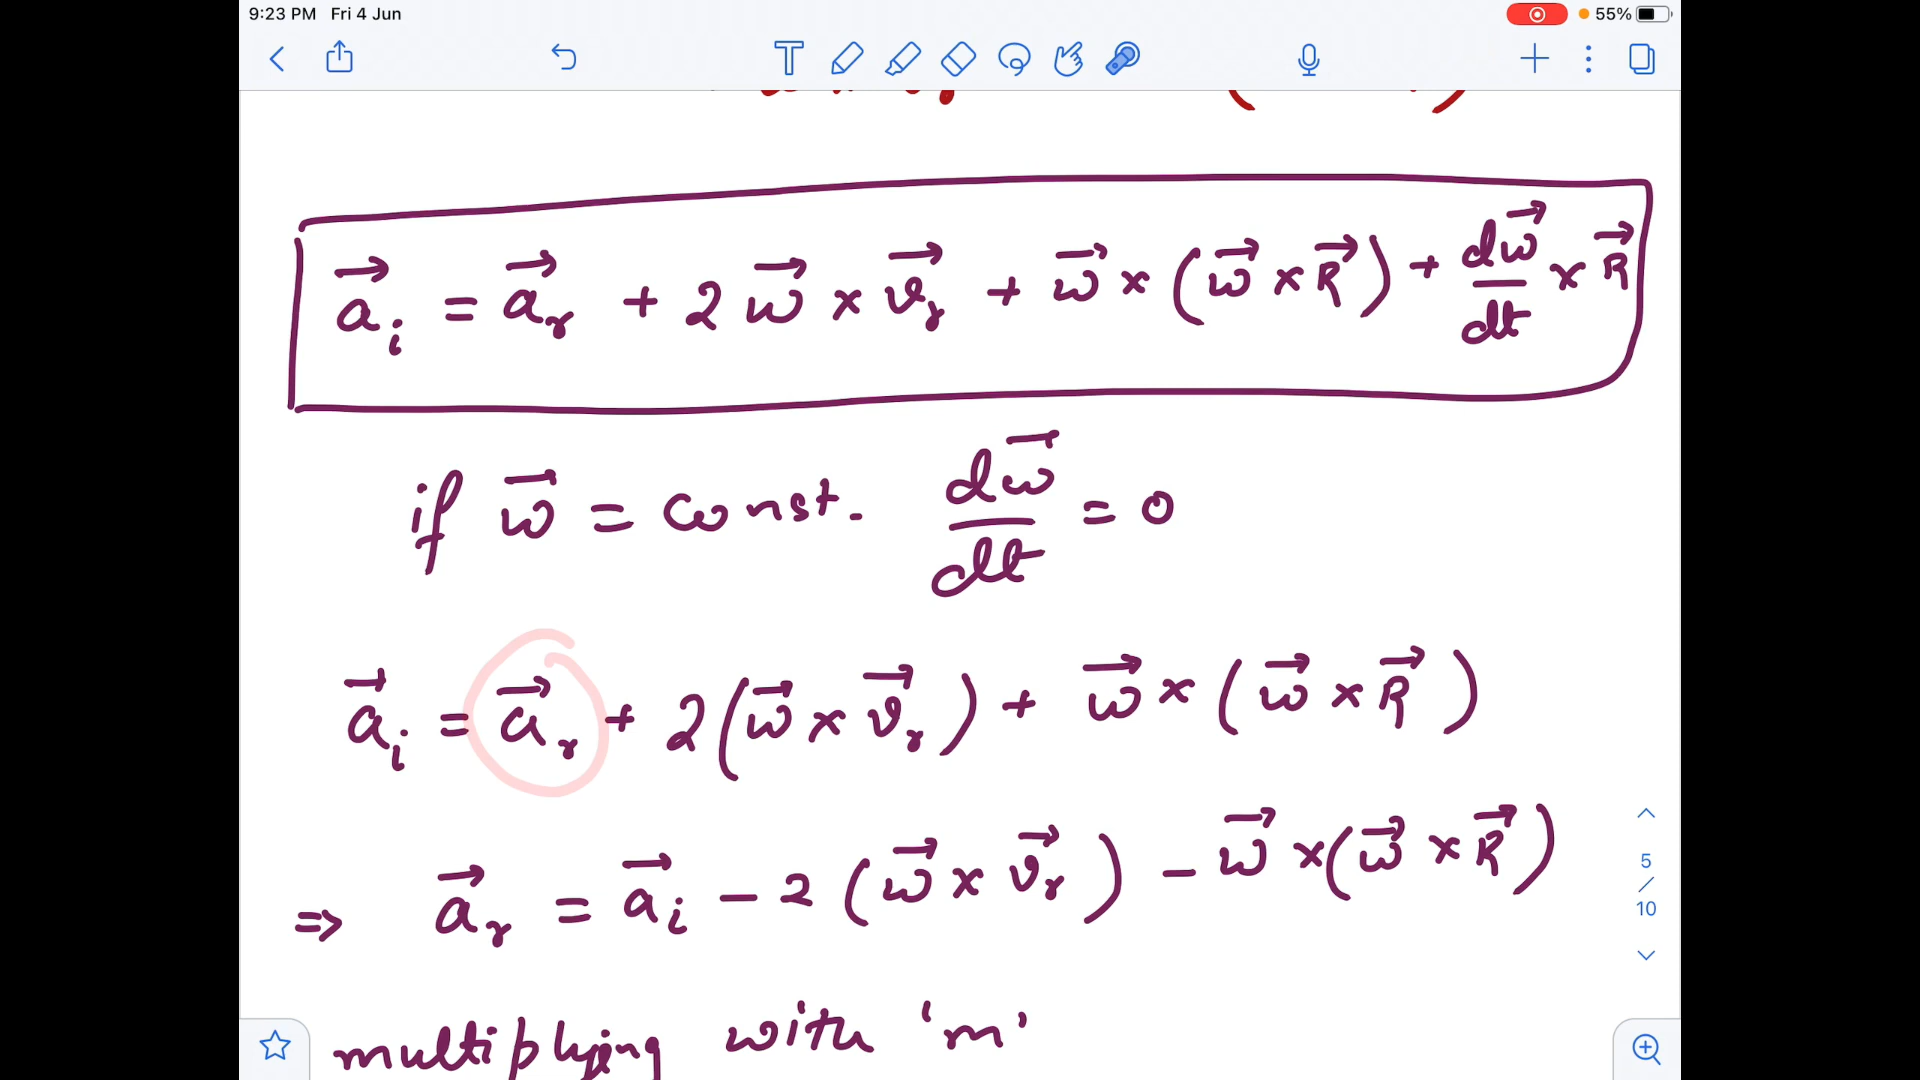 9:23 PM Fri 4 Jun 55%
a⃗ᵢ = a⃗ᵣ + 2 ω⃗ × v⃗ᵣ + ω⃗ × (ω⃗ × R⃗) + dω⃗/dt × R⃗
if ω⃗ = const. dω⃗/dt = 0
a⃗ᵢ = a⃗ᵣ + 2(ω⃗ × v⃗ᵣ) + ω⃗ × (ω⃗ × R⃗)
⇒ a⃗ᵣ = a⃗ᵢ − 2 (ω⃗ × v⃗ᵣ) − ω⃗ × (ω⃗ × R⃗)
5
/
10
multiplying with 'm'